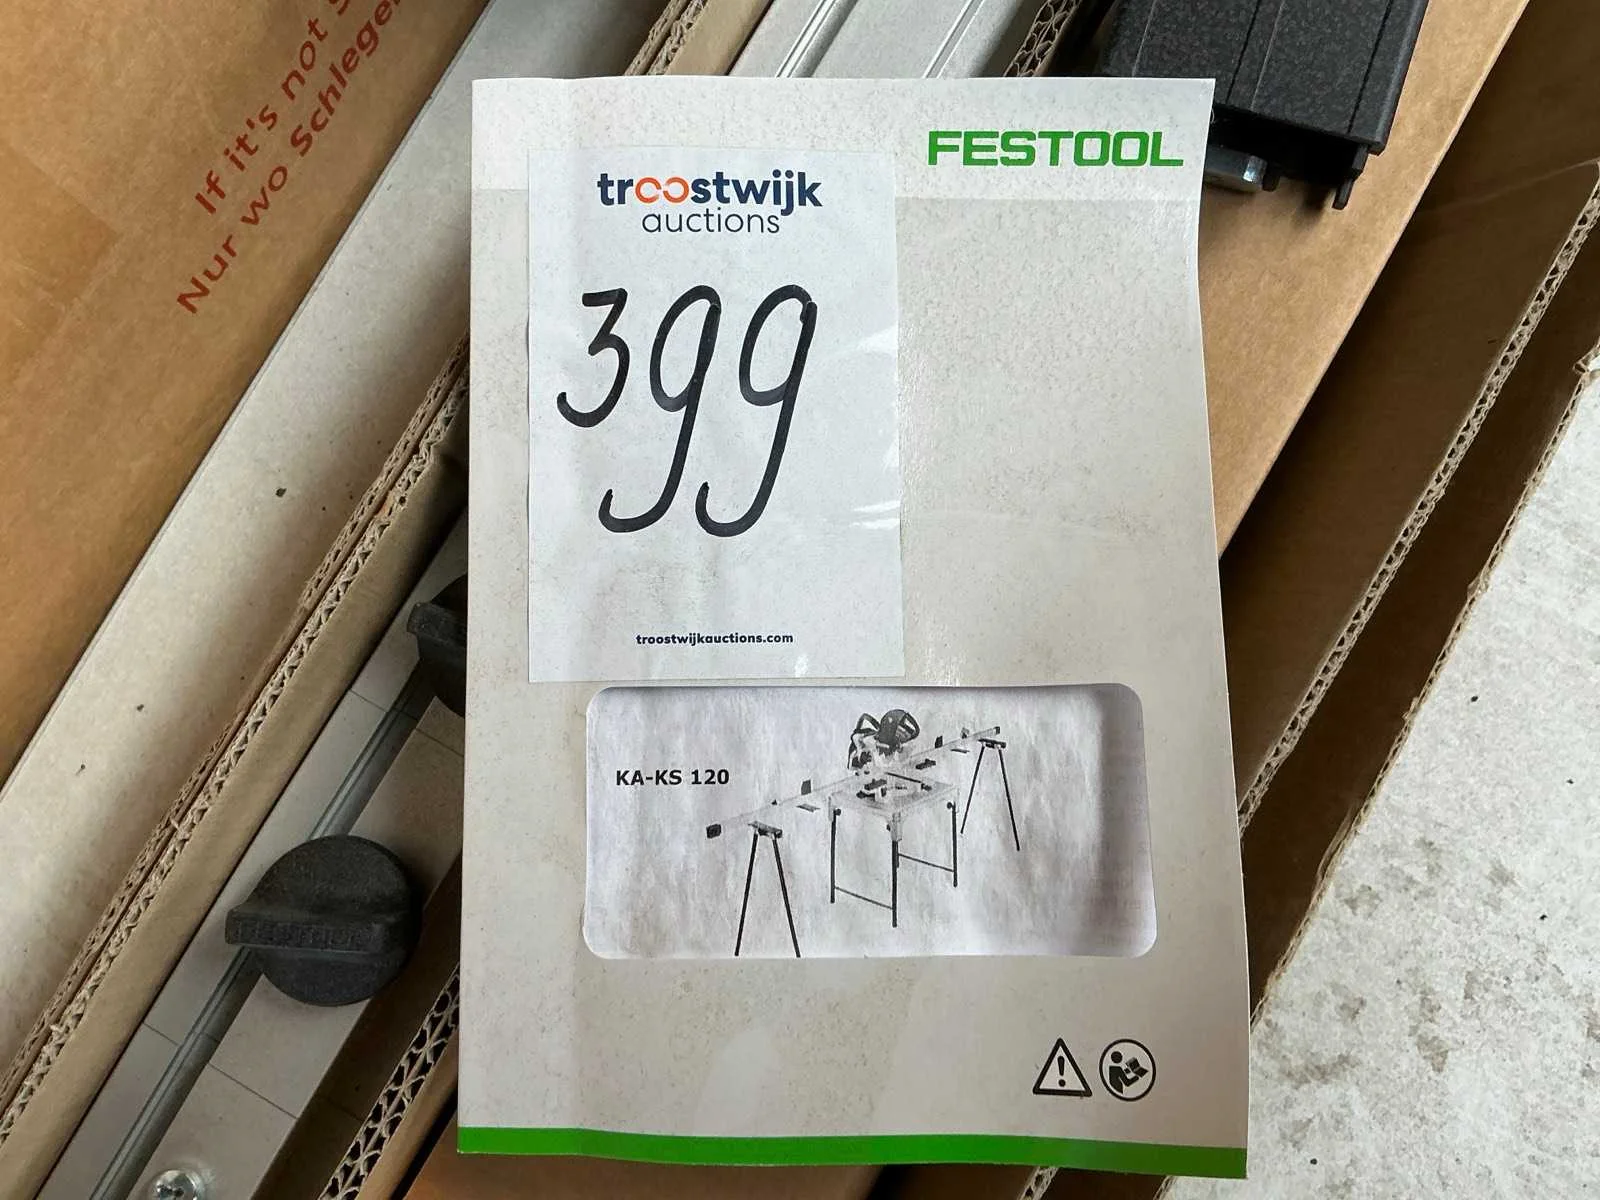 If it's not
Nur wo Schlege
FESTOOL
troostwijk
auctions
399
troostwijkauctions.com
KA-KS 120